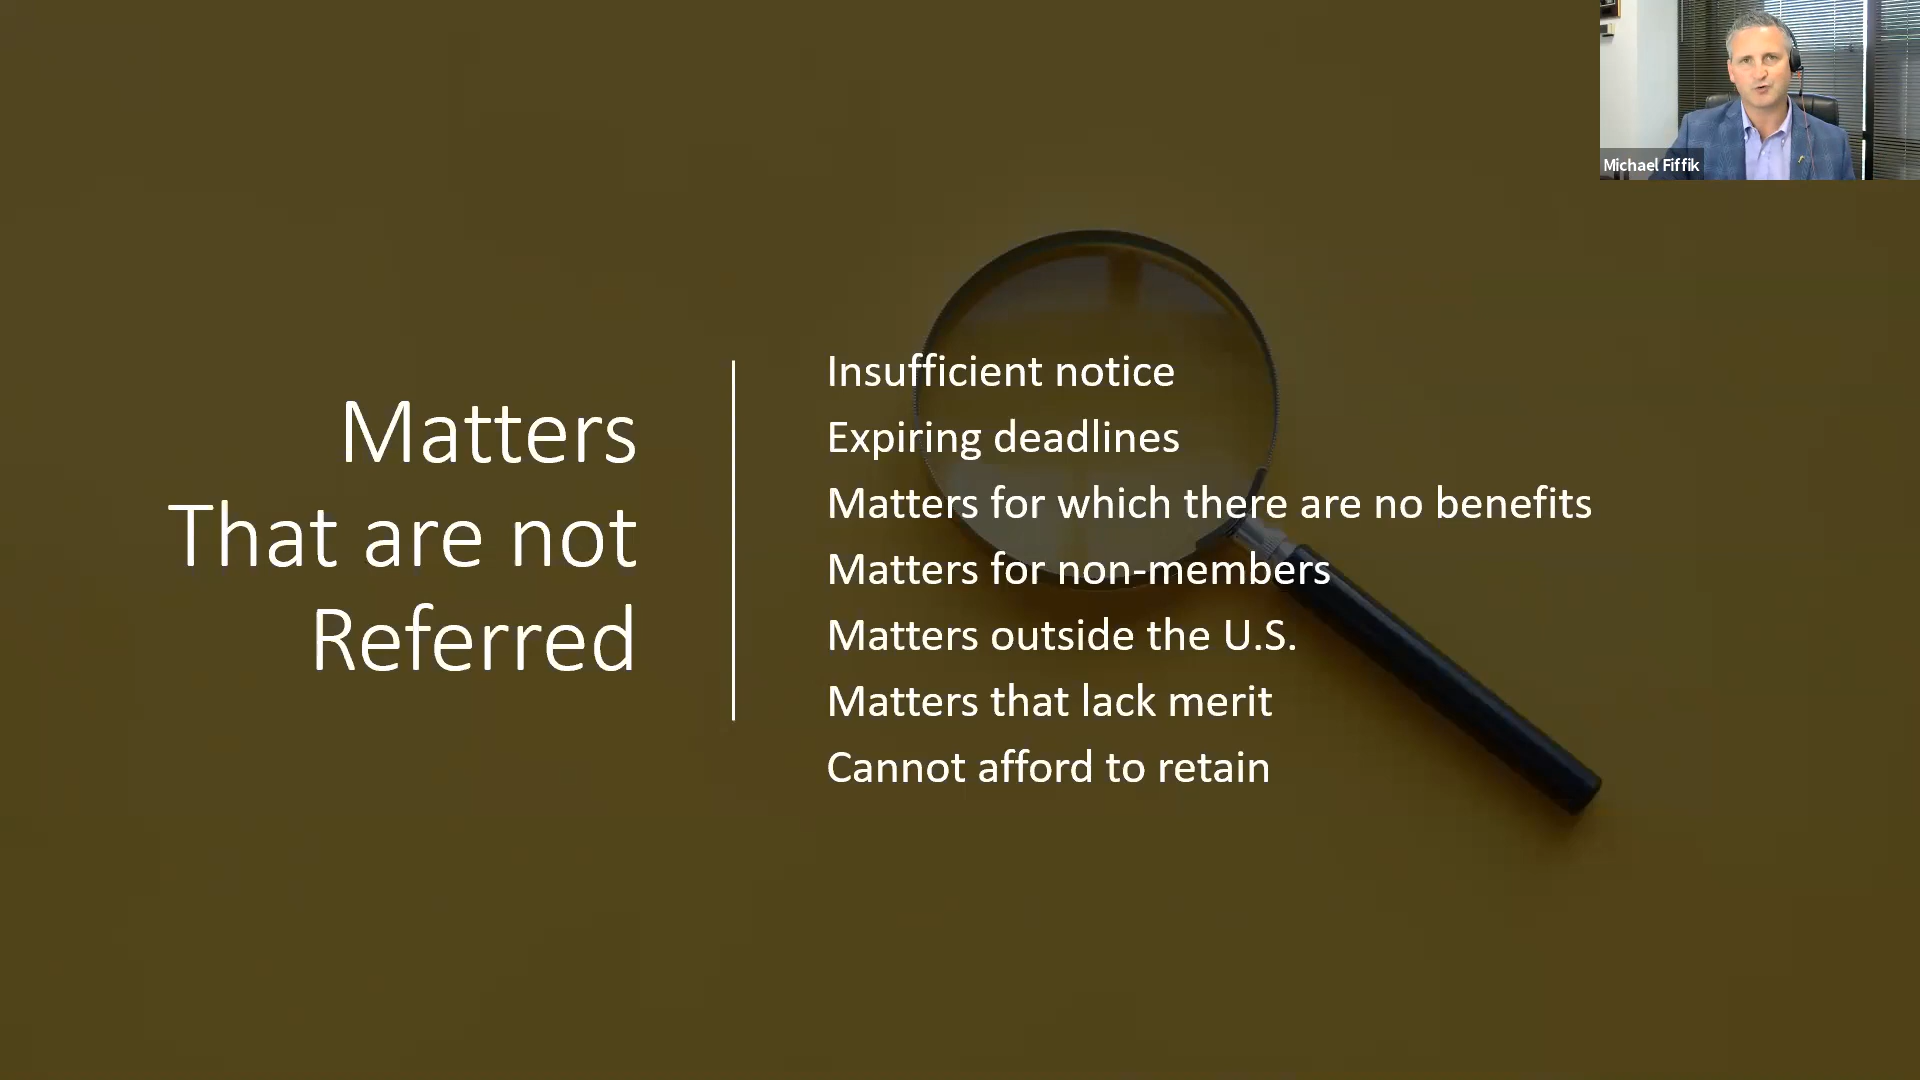 Michael Fiffik
Matters
That are not
Referred
Insufficient notice
Expiring deadlines
Matters for which there are no benefits
Matters for non-members
Matters outside the U.S.
Matters that lack merit
Cannot afford to retain